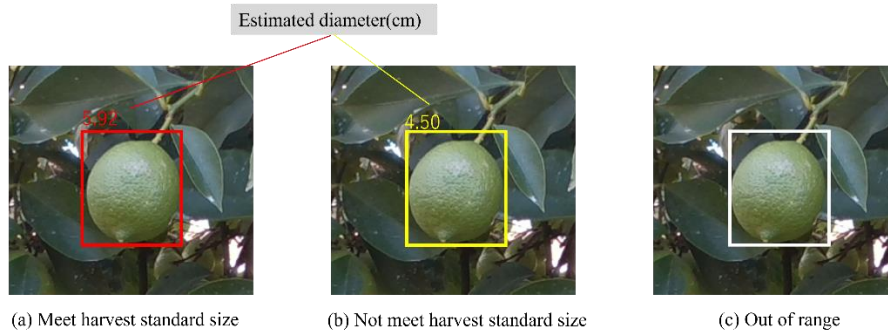 Estimated diameter(cm)
5.92
4.50
(a) Meet harvest standard size
(b) Not meet harvest standard size
(c) Out of range